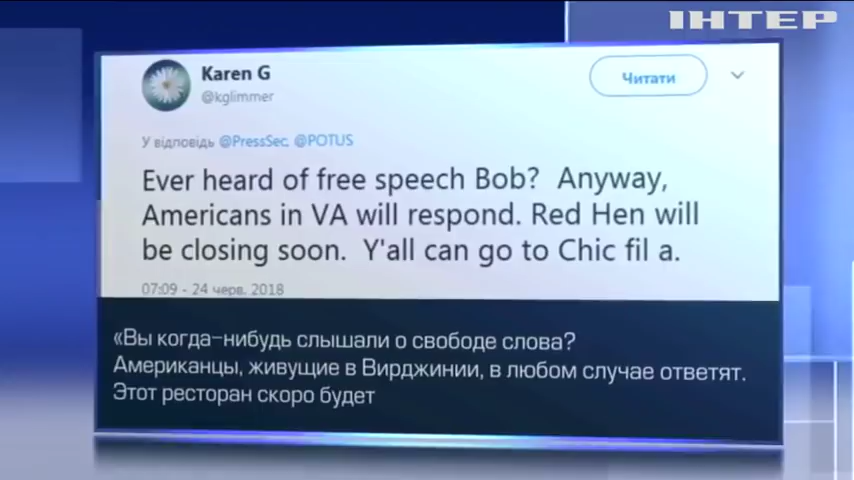 ІНТЕР
Karen G
@kglimmer
Читати
У відповідь @PressSec, @POTUS
Ever heard of free speech Bob?  Anyway,
Americans in VA will respond. Red Hen will
be closing soon.  Y'all can go to Chic fil a.
07:09 - 24 черв. 2018
«Вы когда-нибудь слышали о свободе слова?
Американцы, живущие в Вирджинии, в любом случае ответят.
Этот ресторан скоро будет